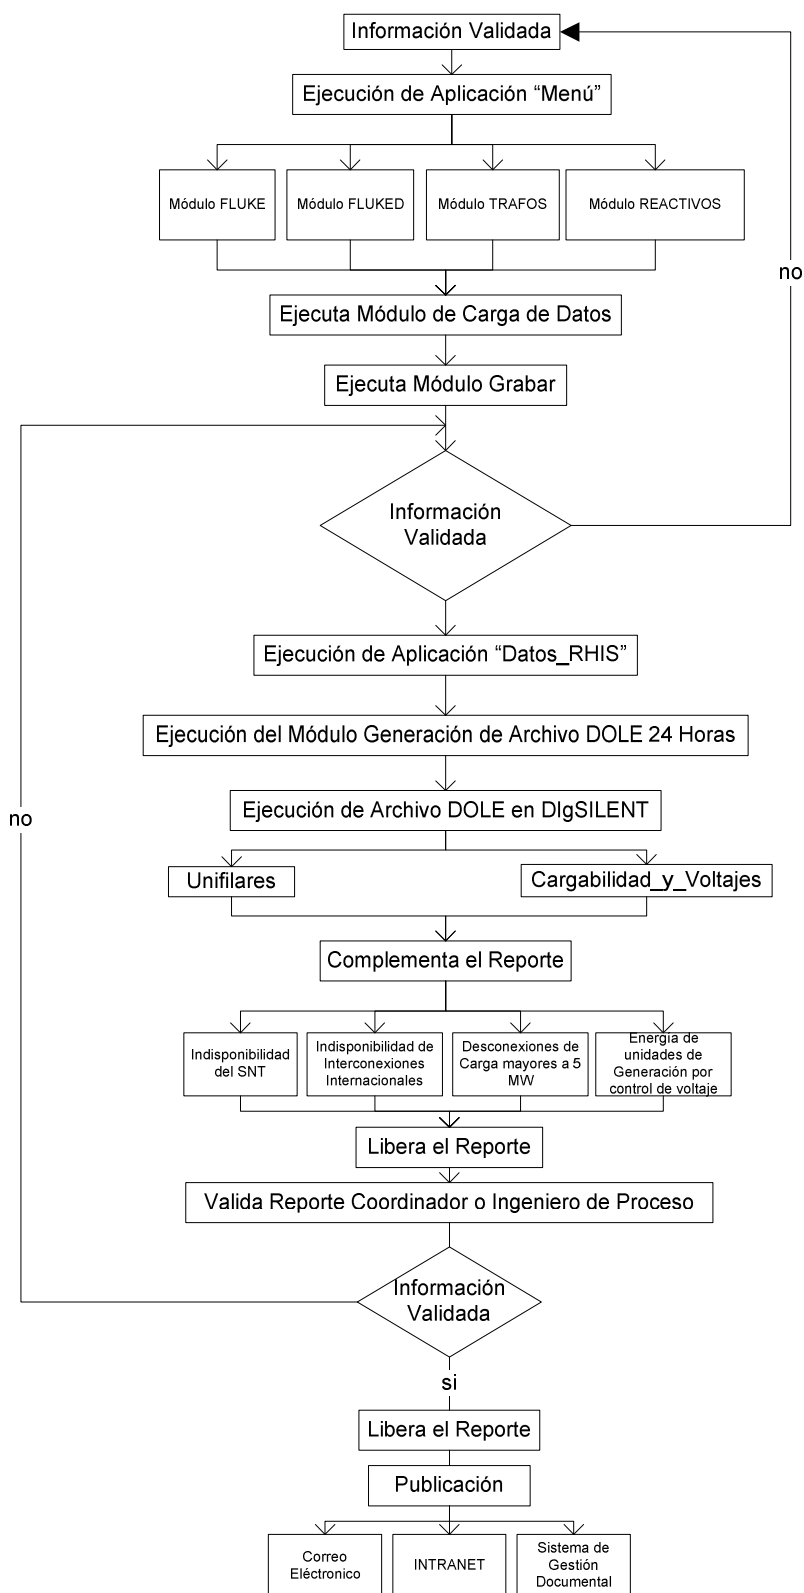 Información Validada
Ejecución de Aplicación “Menú”
Módulo FLUKE
Módulo FLUKED
Módulo TRAFOS
Módulo REACTIVOS
no
Ejecuta Módulo de Carga de Datos
Ejecuta Módulo Grabar
Información
Validada
Ejecución de Aplicación “Datos_RHIS”
Ejecución del Módulo Generación de Archivo DOLE 24 Horas
Ejecución de Archivo DOLE en DIgSILENT
no
Unifilares
Cargabilidad_y_Voltajes
Complementa el Reporte
Indisponibilidad
del SNT
Indisponibilidad de
Interconexiones
Internacionales
Desconexiones de
Carga mayores a 5
MW
Energía de
unidades de
Generación por
control de voltaje
Libera el Reporte
Valida Reporte Coordinador o Ingeniero de Proceso
Información
Validada
si
Libera el Reporte
Publicación
Correo
Eléctronico
INTRANET
Sistema de
Gestión
Documental